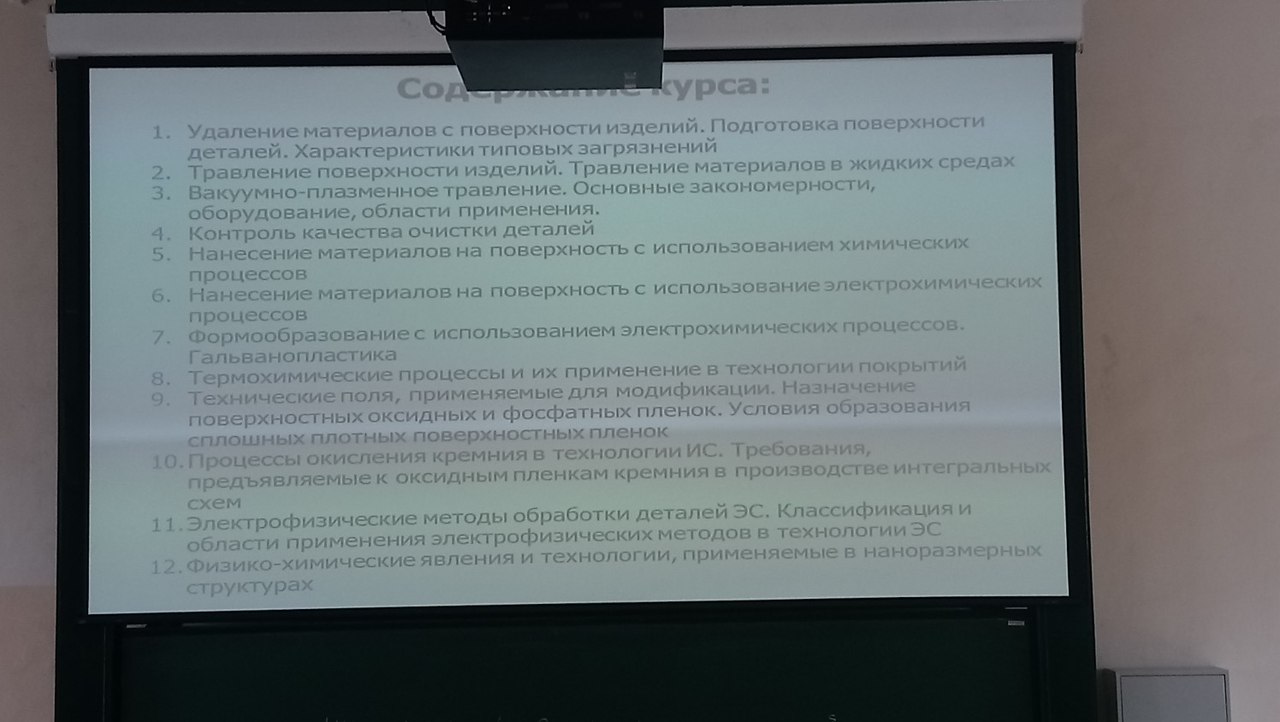 Содержание курса:
1. Удаление материалов с поверхности изделий. Подготовка поверхности
деталей. Характеристики типовых загрязнений
2. Травление поверхности изделий. Травление материалов в жидких средах
3. Вакуумно-плазменное травление. Основные закономерности,
оборудование, области применения.
4. Контроль качества очистки деталей
5. Нанесение материалов на поверхность с использованием химических
процессов
6. Нанесение материалов на поверхность с использование электрохимических
процессов
7. Формообразование с использованием электрохимических процессов.
Гальванопластика
8. Термохимические процессы и их применение в технологии покрытий
9. Технические поля, применяемые для модификации. Назначение
поверхностных оксидных и фосфатных пленок. Условия образования
сплошных плотных поверхностных пленок
10. Процессы окисления кремния в технологии ИС. Требования,
предъявляемые к оксидным пленкам кремния в производстве интегральных
схем
11. Электрофизические методы обработки деталей ЭС. Классификация и
области применения электрофизических методов в технологии ЭС
12. Физико-химические явления и технологии, применяемые в наноразмерных
структурах